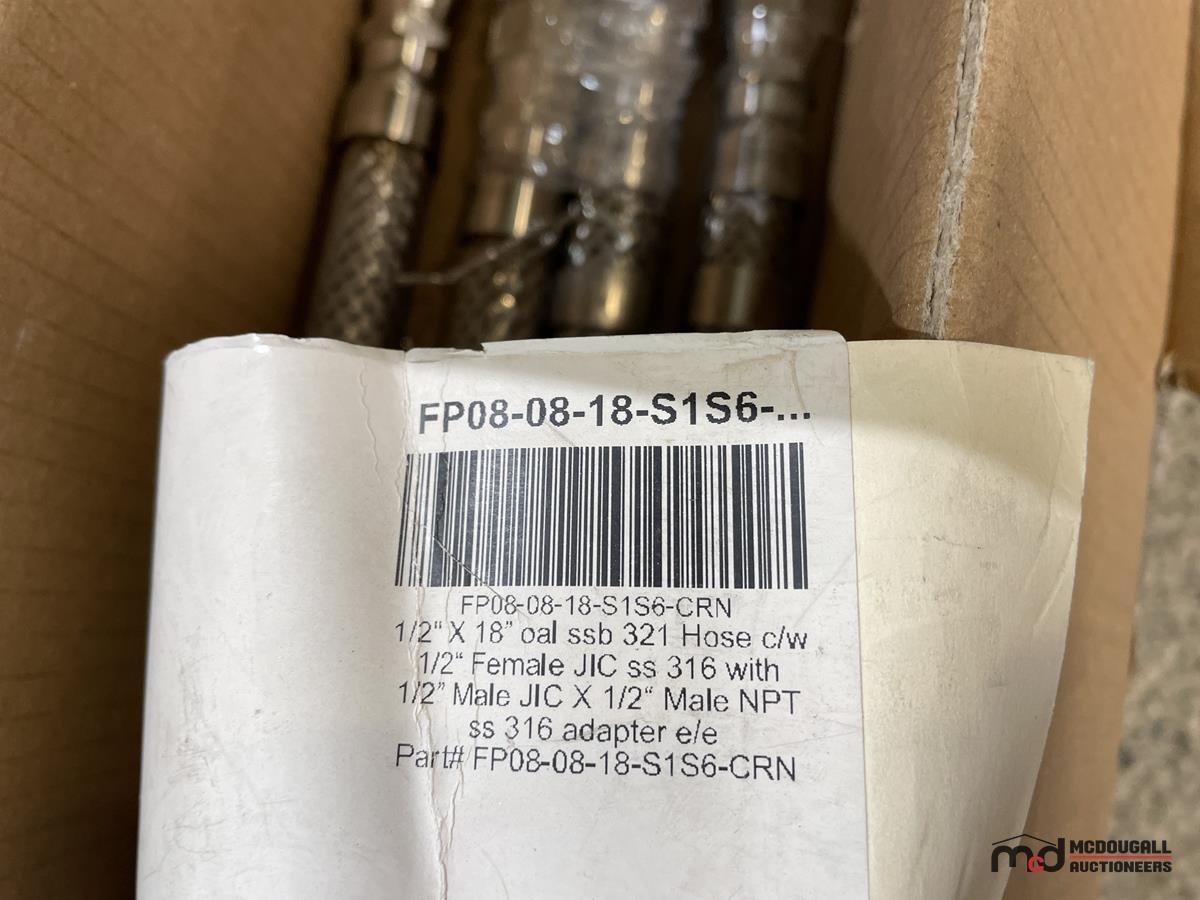 FP08-08-18-S1S6-...
FP08-08-18-S1S6-CRN
1/2“ X 18” oal ssb 321 Hose c/w
1/2“ Female JIC ss 316 with
1/2” Male JIC X 1/2“ Male NPT
ss 316 adapter e/e
Part# FP08-08-18-S1S6-CRN
mcd MCDOUGALL
AUCTIONEERS